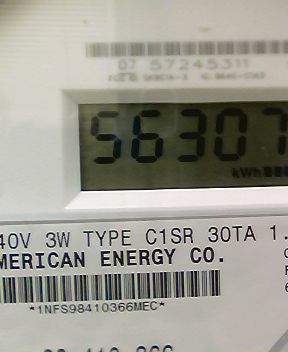 07 57245311
56307
kWh
40V 3W TYPE C1SR 30TA 1.
MERICAN ENERGY CO.
*1NFS98410366MEC*